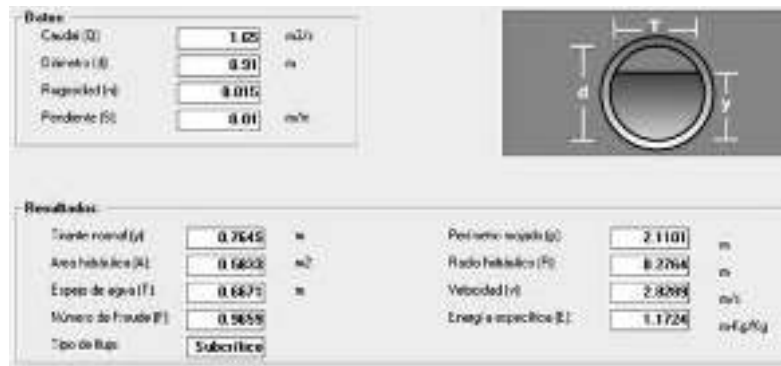 Datos:
Caudal (Q): 1.65 m3/s
Diámetro (d): 0.91 m
Rugosidad (n): 0.015
Pendiente (S): 0.01 m/m
T
d
y
Resultados:
Tirante normal (y): 0.7645 m
Area hidráulica (A): 0.5833 m2
Espejo de agua (T): 0.6671 m
Número de Froude (F): 0.9659
Tipo de flujo: Subcrítico
Perímetro mojado (p): 2.1101 m
Radio hidráulico (R): 0.2764 m
Velocidad (v): 2.8289 m/s
Energía específica (E): 1.1724 m-Kg/Kg